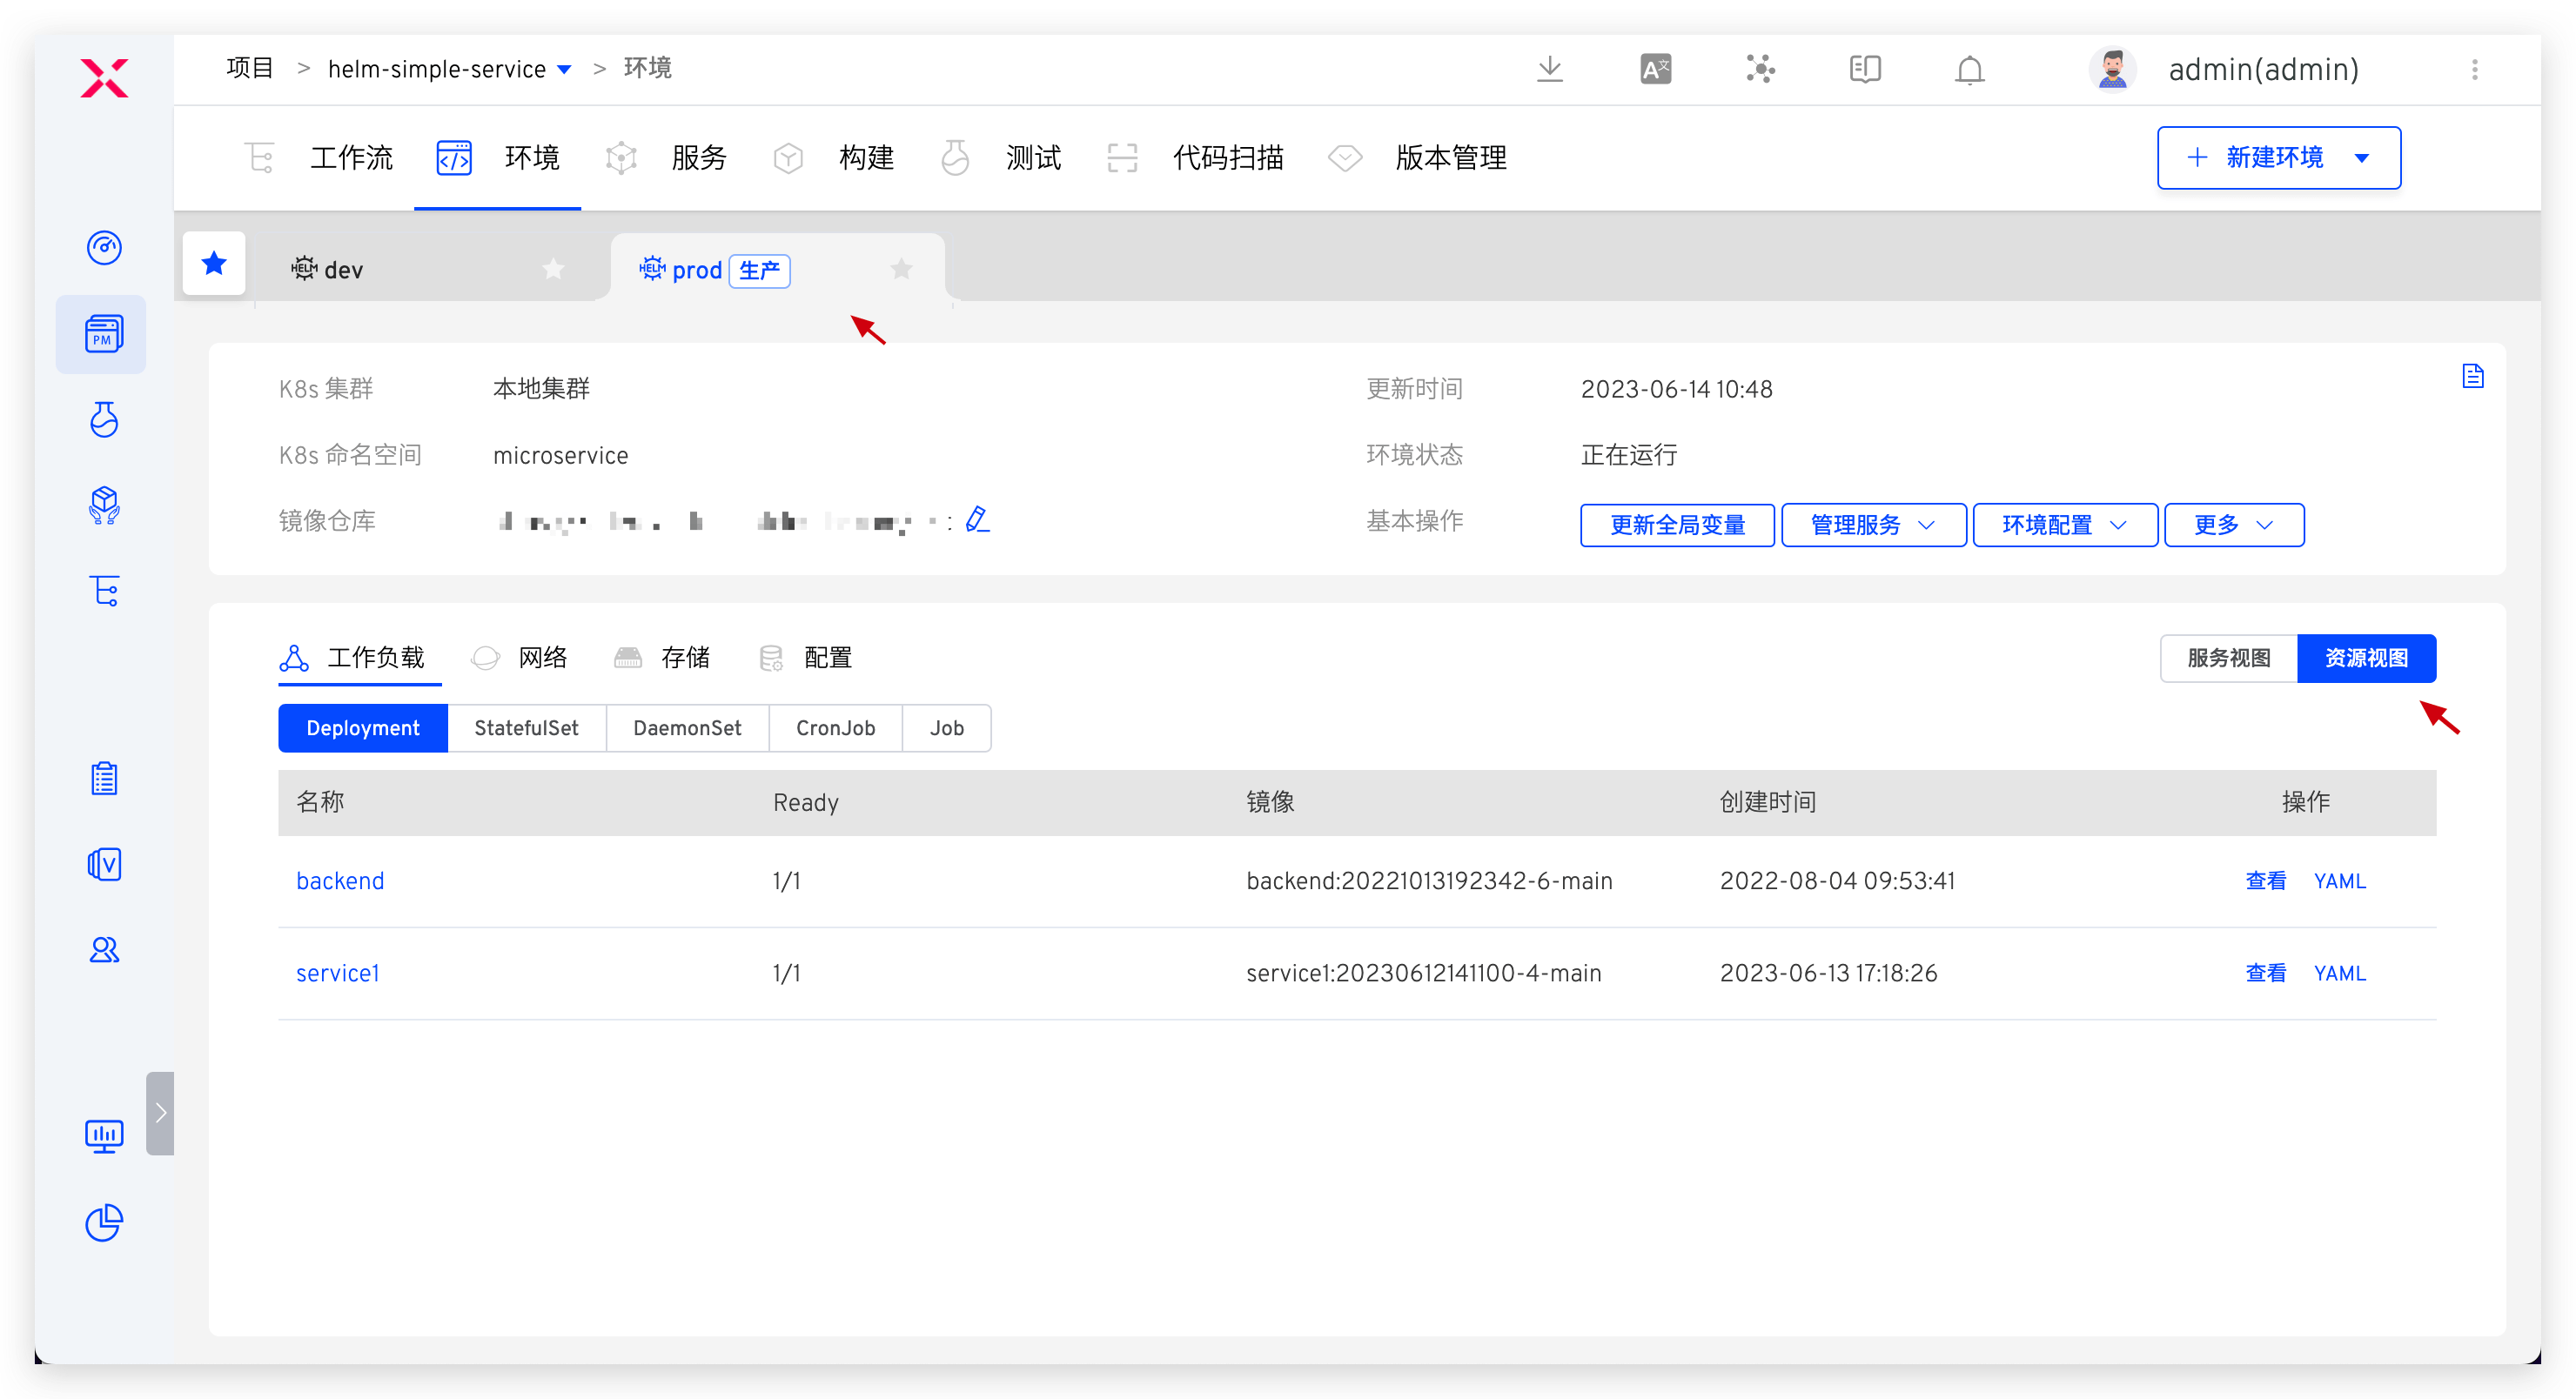 项目 > helm-simple-service > 环境
admin(admin)
工作流 环境 服务 构建 测试 代码扫描 版本管理
+ 新建环境
HELM dev
HELM prod 生产
PM
K8s 集群 本地集群 更新时间 2023-06-14 10:48
K8s 命名空间 microservice 环境状态 正在运行
镜像仓库 基本操作 更新全局变量 管理服务 环境配置 更多
工作负载 网络 存储 配置
服务视图 资源视图
Deployment StatefulSet DaemonSet CronJob Job
名称 Ready 镜像 创建时间 操作
backend 1/1 backend:20221013192342-6-main 2022-08-04 09:53:41 查看 YAML
service1 1/1 service1:20230612141100-4-main 2023-06-13 17:18:26 查看 YAML